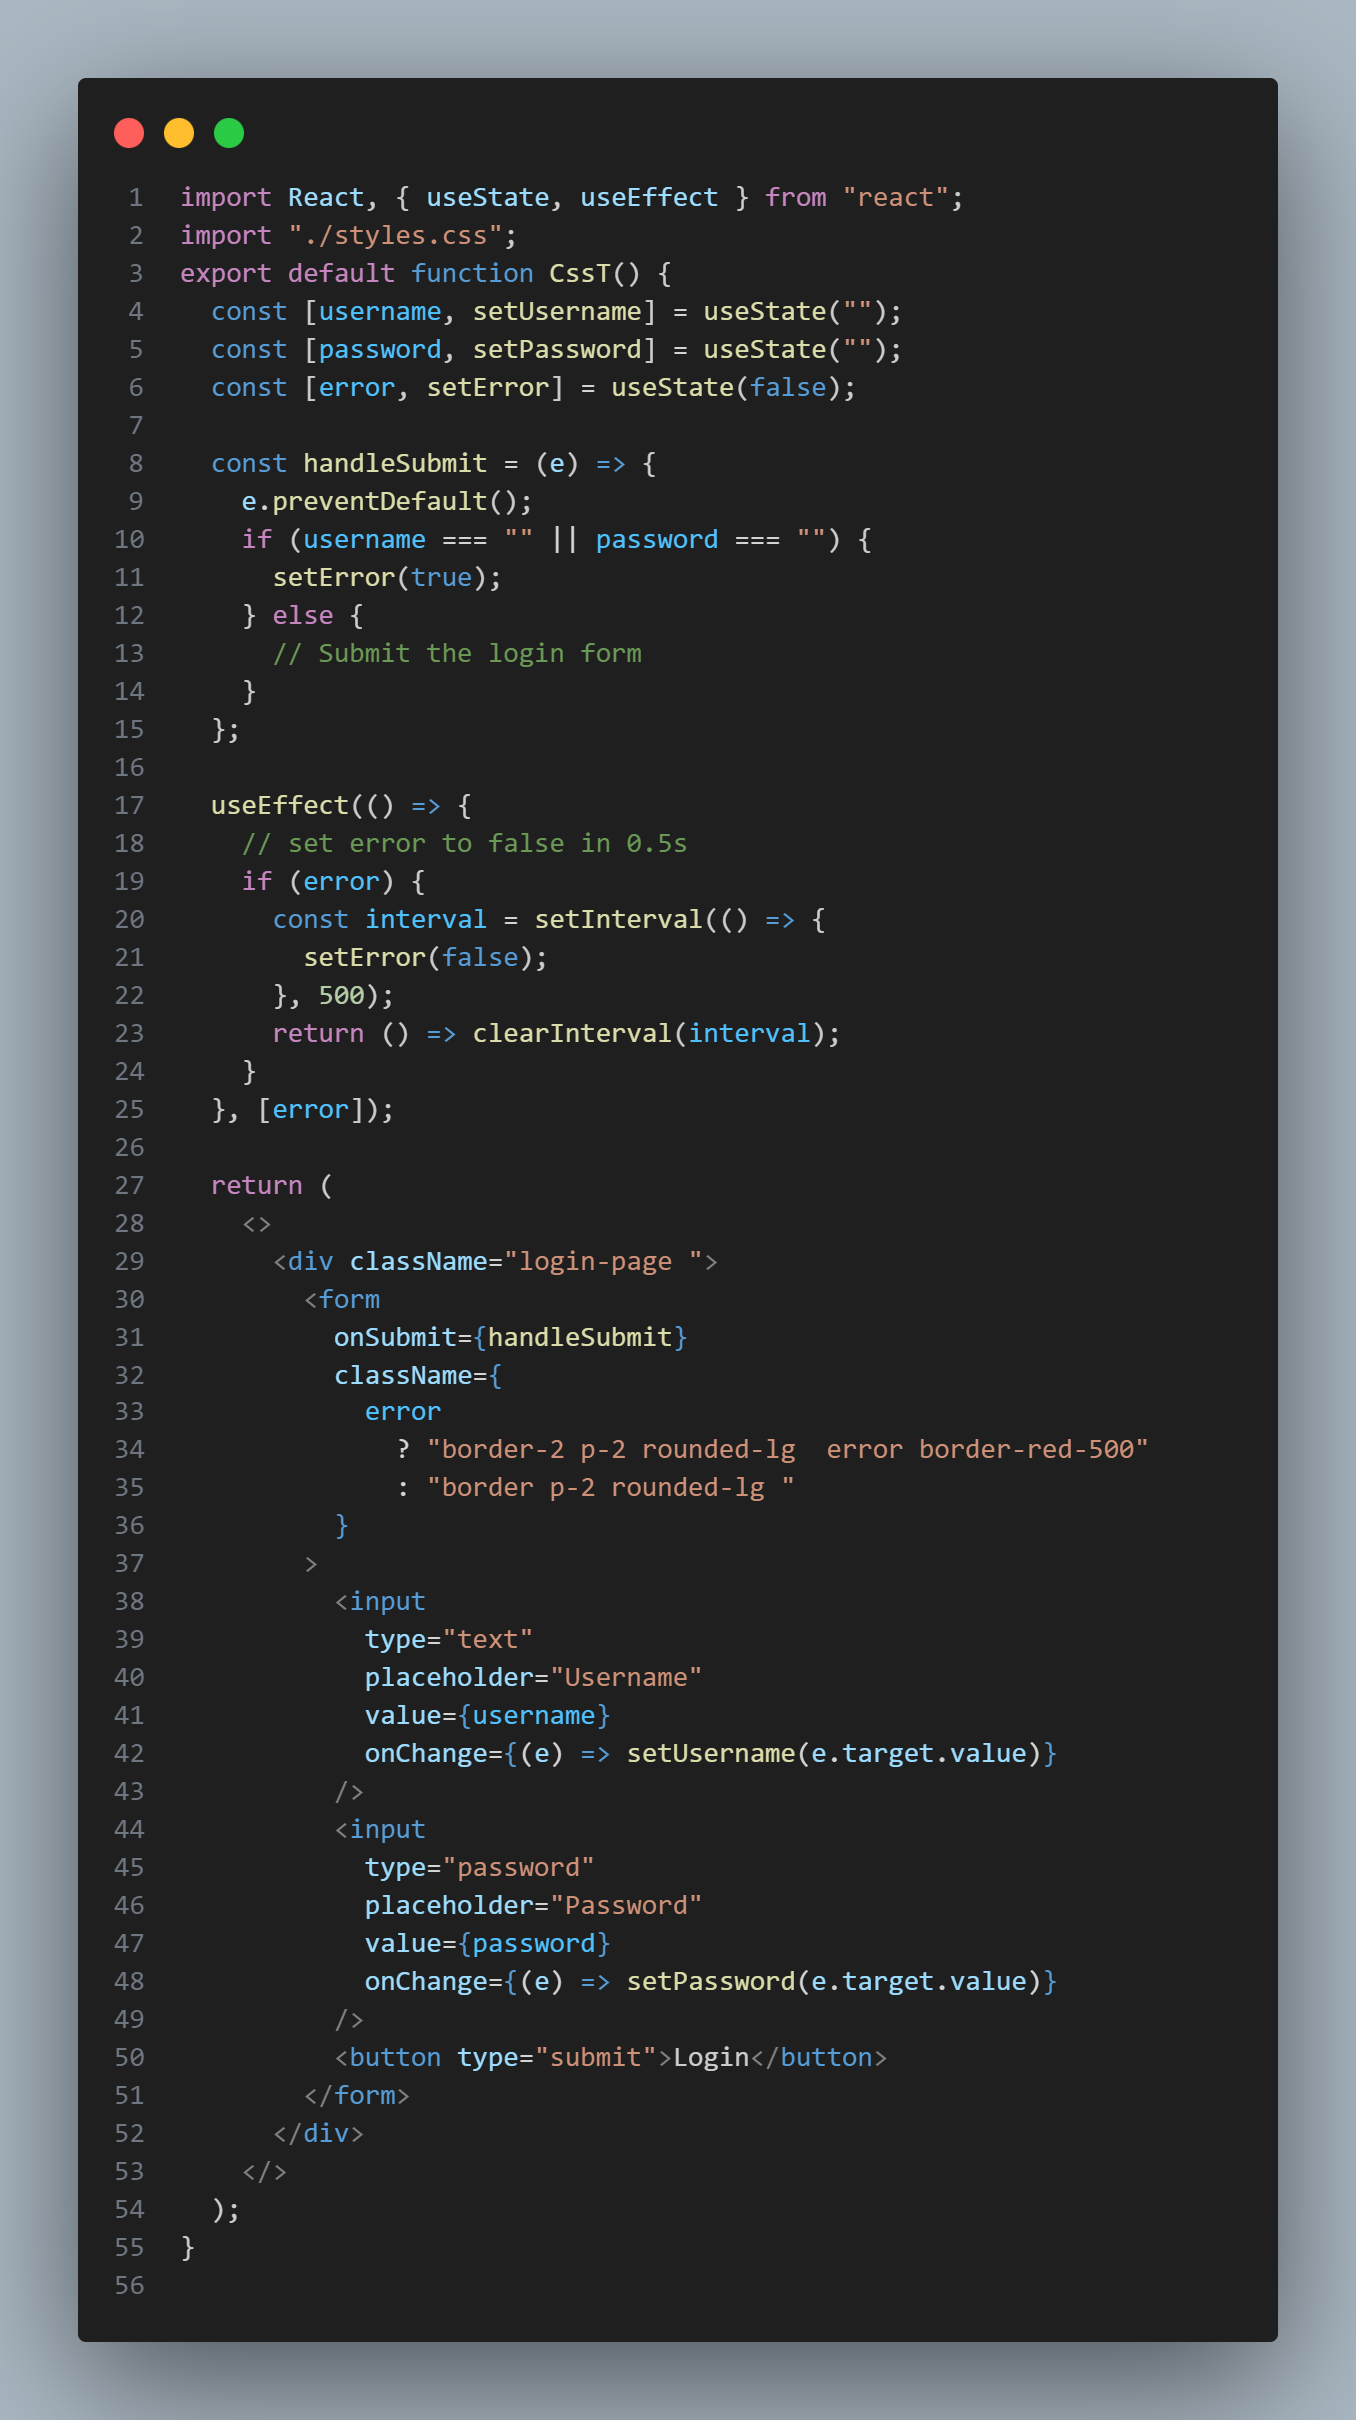 1 import React, { useState, useEffect } from "react";
2 import "./styles.css";
3 export default function CssT() {
4   const [username, setUsername] = useState("");
5   const [password, setPassword] = useState("");
6   const [error, setError] = useState(false);
7
8   const handleSubmit = (e) => {
9     e.preventDefault();
10     if (username === "" || password === "") {
11       setError(true);
12     } else {
13       // Submit the login form
14     }
15   };
16
17   useEffect(() => {
18     // set error to false in 0.5s
19     if (error) {
20       const interval = setInterval(() => {
21         setError(false);
22       }, 500);
23       return () => clearInterval(interval);
24     }
25   }, [error]);
26
27   return (
28     <>
29       <div className="login-page ">
30         <form
31           onSubmit={handleSubmit}
32           className={
33             error
34               ? "border-2 p-2 rounded-lg  error border-red-500"
35               : "border p-2 rounded-lg "
36           }
37         >
38           <input
39             type="text"
40             placeholder="Username"
41             value={username}
42             onChange={(e) => setUsername(e.target.value)}
43           />
44           <input
45             type="password"
46             placeholder="Password"
47             value={password}
48             onChange={(e) => setPassword(e.target.value)}
49           />
50           <button type="submit">Login</button>
51         </form>
52       </div>
53     </>
54   );
55 }
56